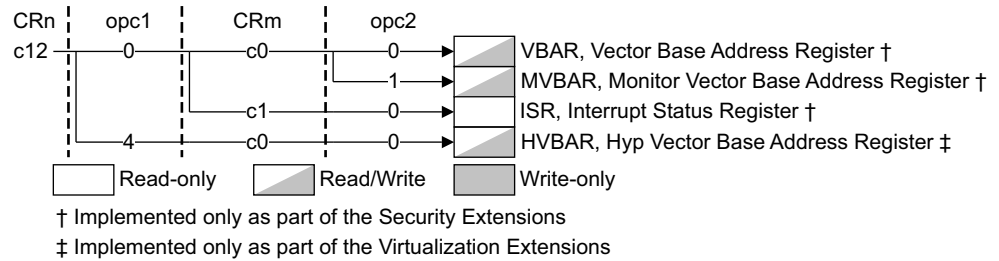 CRn opc1 CRm opc2
c12 0 c0 0 VBAR, Vector Base Address Register †
1 MVBAR, Monitor Vector Base Address Register †
c1 0 ISR, Interrupt Status Register †
4 c0 0 HVBAR, Hyp Vector Base Address Register ‡
Read-only Read/Write Write-only
† Implemented only as part of the Security Extensions
‡ Implemented only as part of the Virtualization Extensions